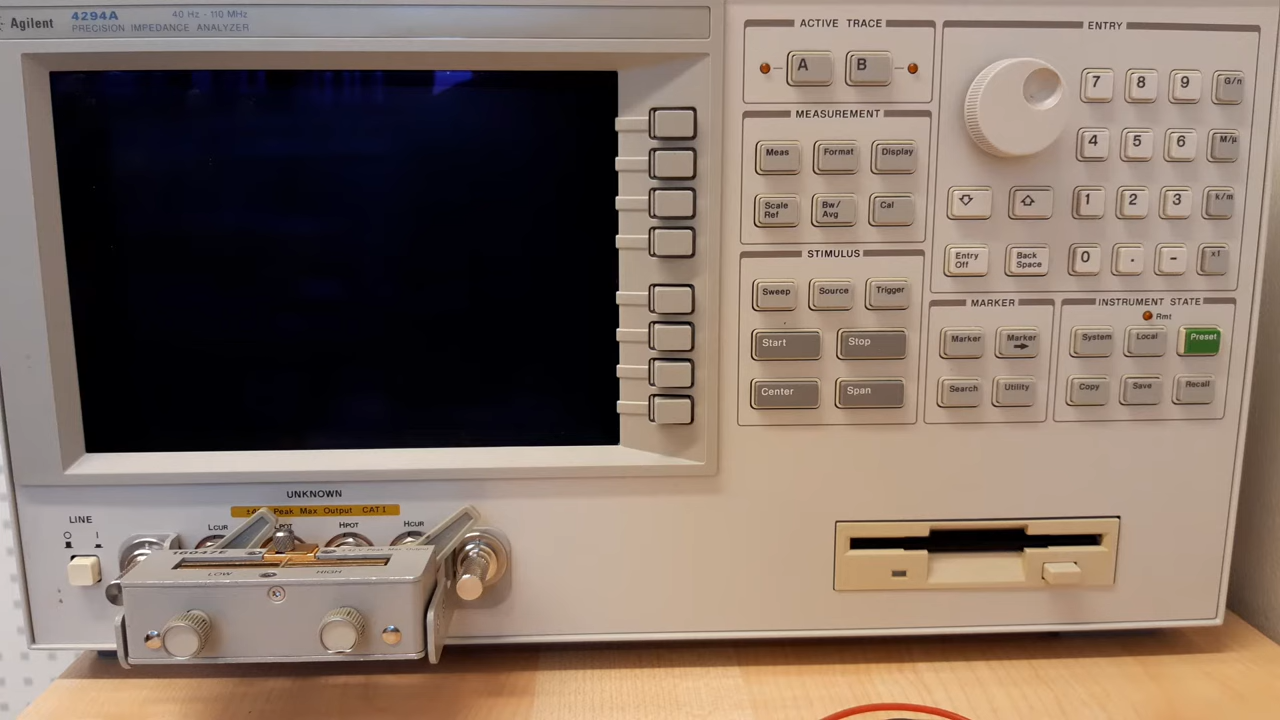 Agilent
4294A
40 Hz - 110 MHz
PRECISION IMPEDANCE ANALYZER
ACTIVE TRACE
A
B
MEASUREMENT
Meas
Format
Display
Scale
Ref
Bw/
Avg
Cal
STIMULUS
Sweep
Source
Trigger
Start
Stop
Center
Span
ENTRY
7 8 9 G/n
4 5 6 M/μ
1 2 3 k/m
0 . - x1
Entry
Off
Back
Space
MARKER
Marker
Marker
Search
Utility
INSTRUMENT STATE
Rmt
System
Local
Preset
Copy
Save
Recall
UNKNOWN
Peak Max Output CAT I
LINE
LCUR
HPOT
HCUR
16047E
LOW
HIGH